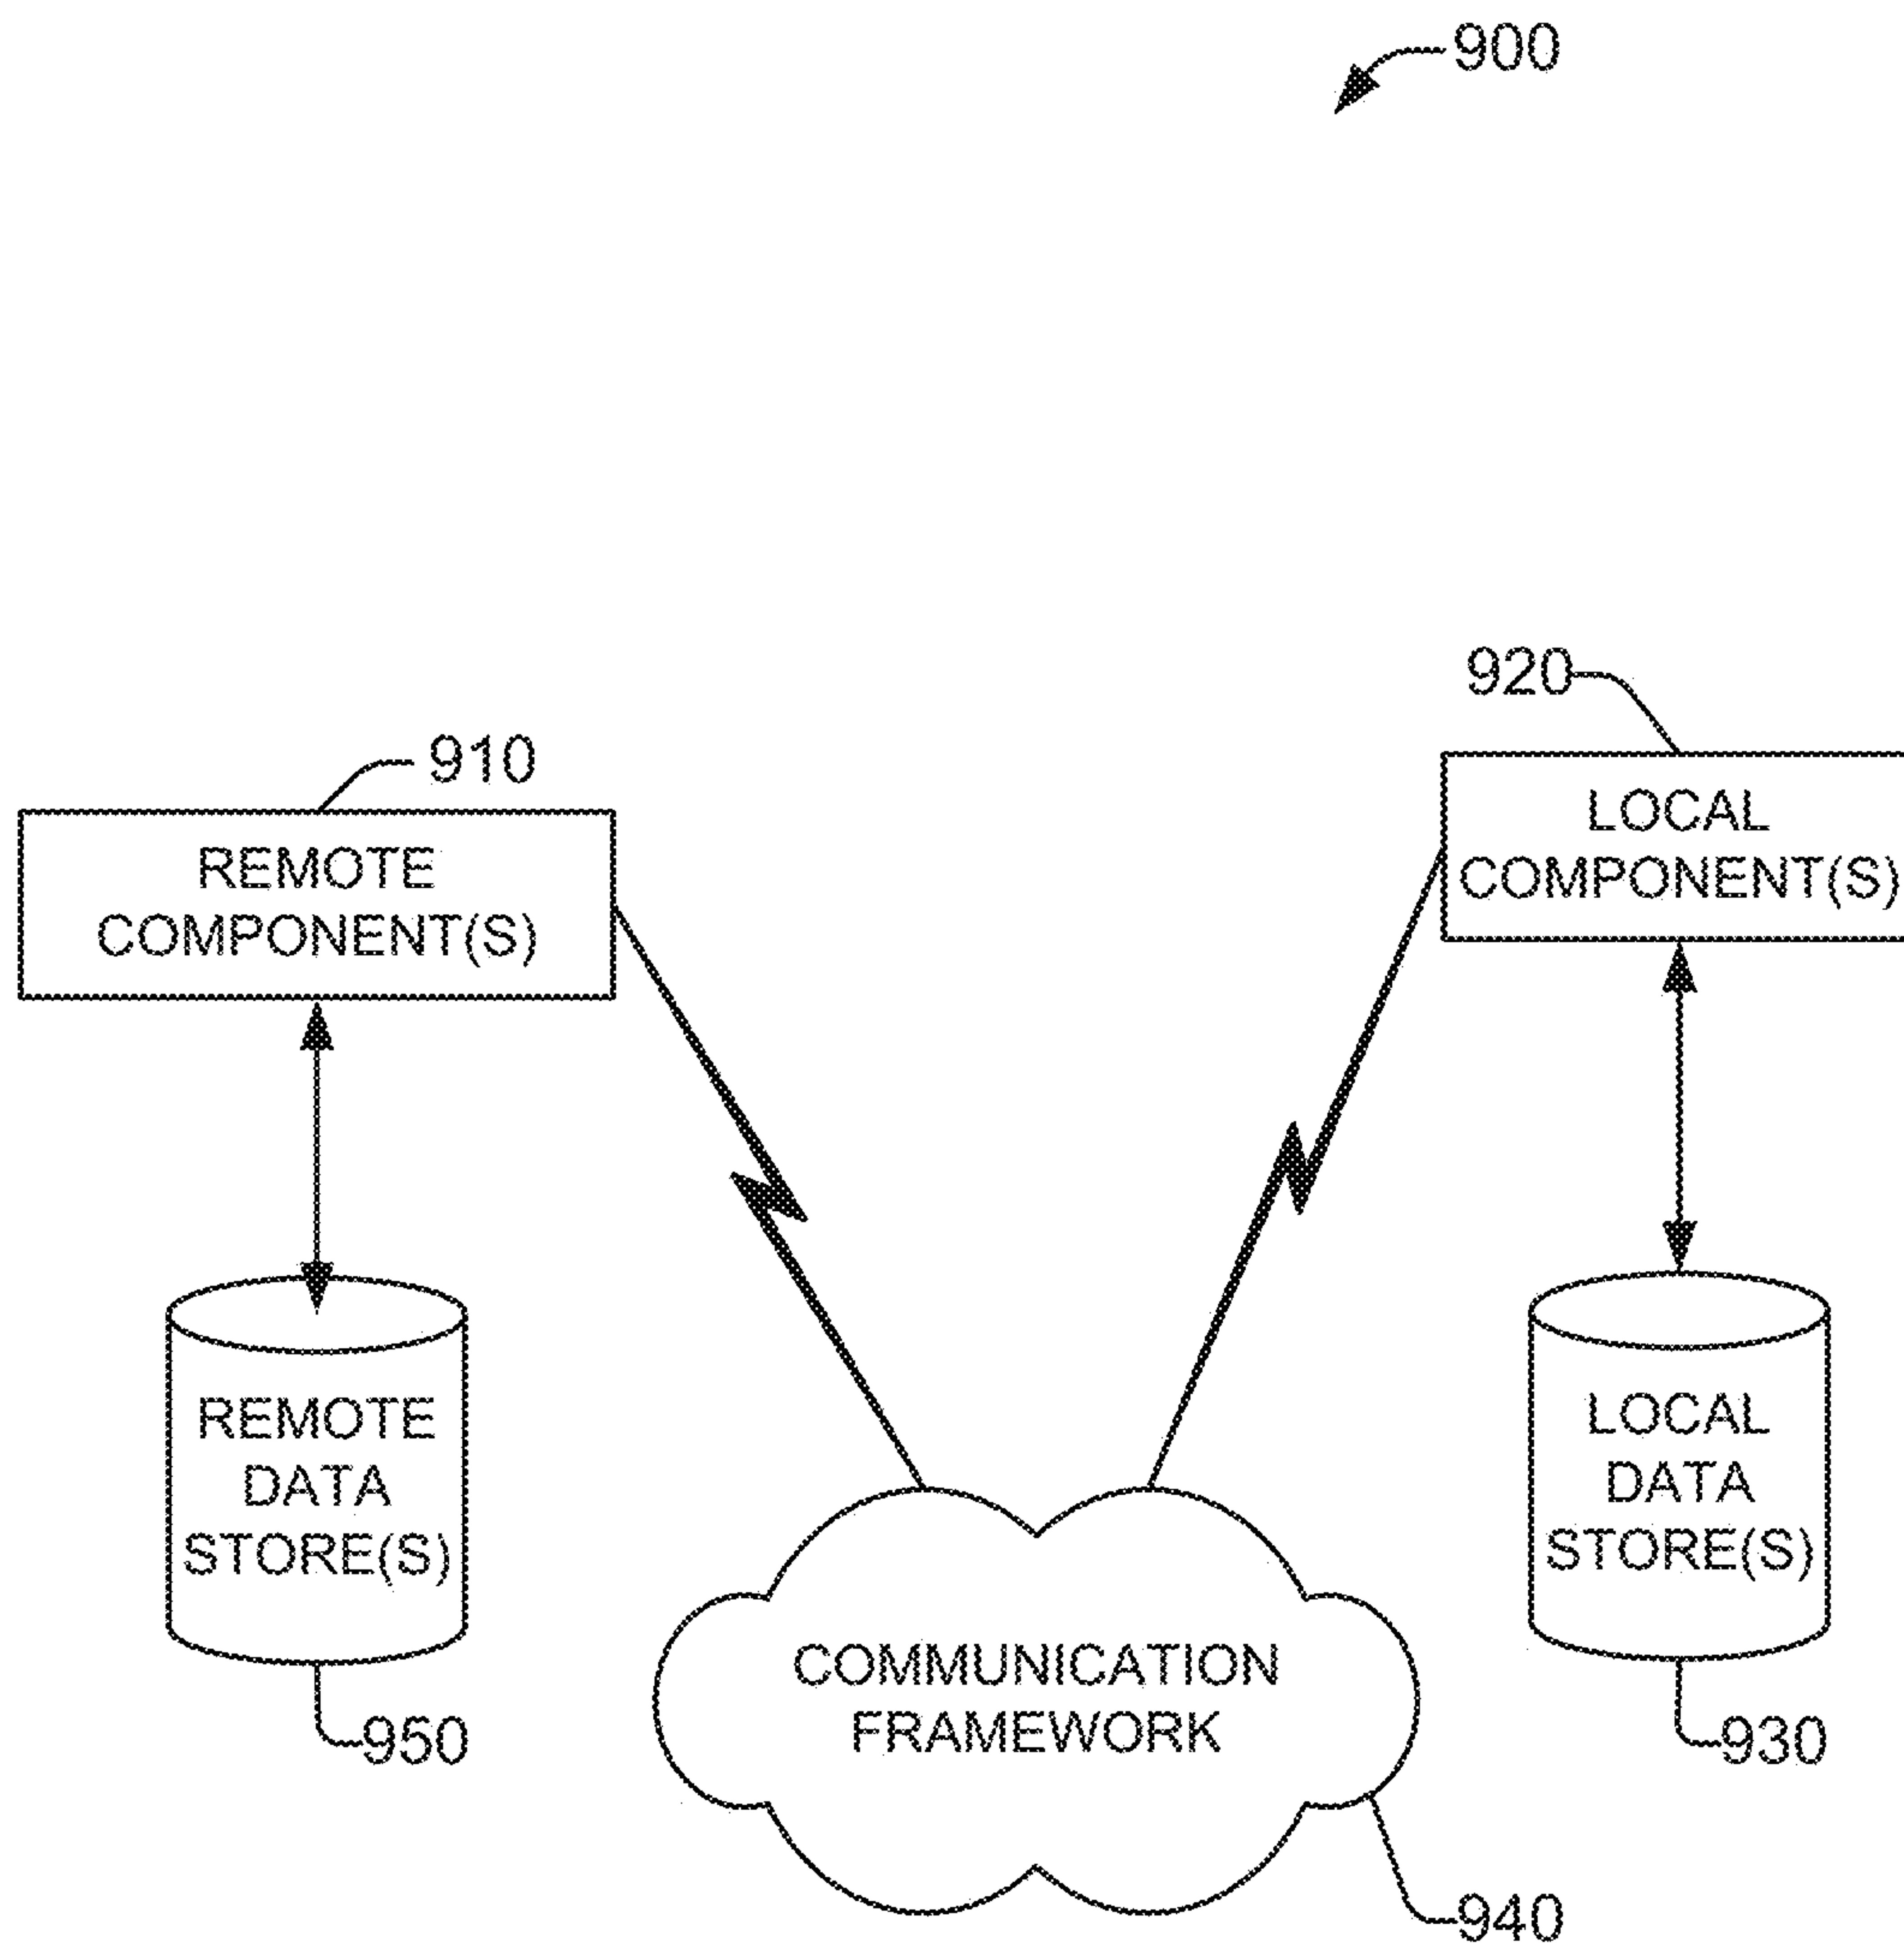 900
920
LOCAL
COMPONENT(S)
910
REMOTE
COMPONENT(S)
REMOTE
DATA
STORE(S)
950
LOCAL
DATA
STORE(S)
930
COMMUNICATION
FRAMEWORK
940